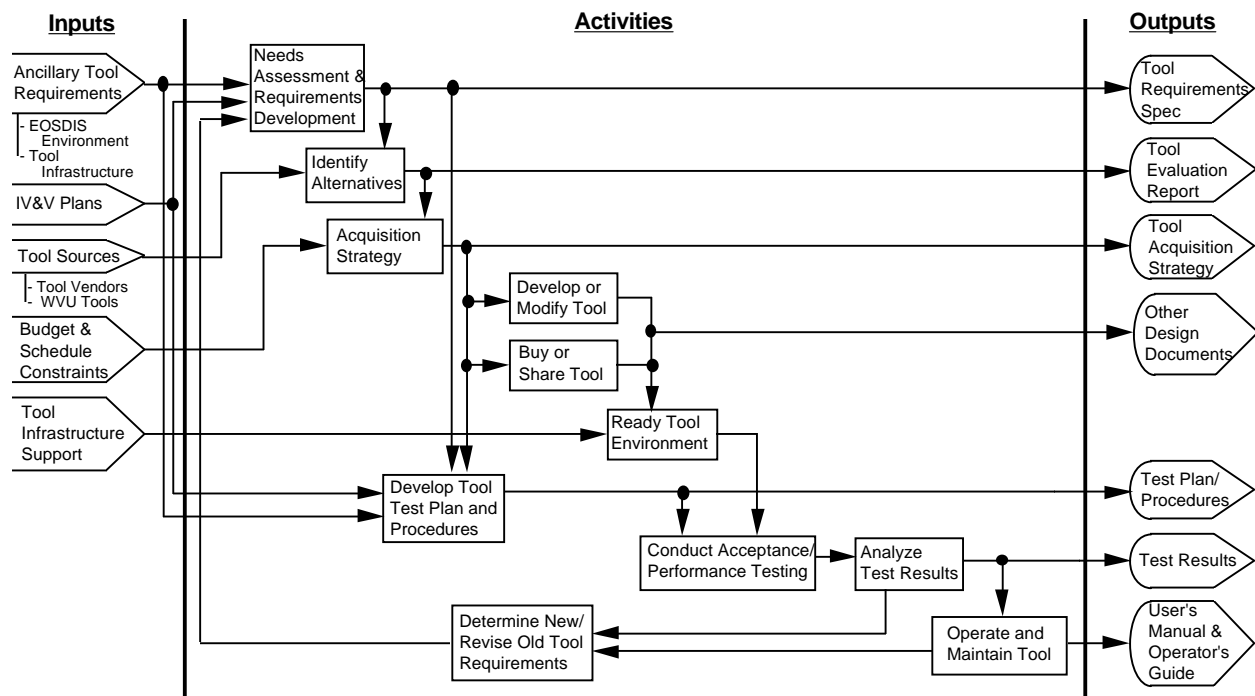 Inputs
Activities
Outputs
Ancillary Tool
Requirements
- EOSDIS
Environment
- Tool
Infrastructure
IV&V Plans
Tool Sources
- Tool Vendors
- WVU Tools
Budget &
Schedule
Constraints
Tool
Infrastructure
Support
Needs
Assessment &
Requirements
Development
Identify
Alternatives
Acquisition
Strategy
Develop or
Modify Tool
Buy or
Share Tool
Ready Tool
Environment
Develop Tool
Test Plan and
Procedures
Conduct Acceptance/
Performance Testing
Analyze
Test Results
Determine New/
Revise Old Tool
Requirements
Operate and
Maintain Tool
Tool
Requirements
Spec
Tool
Evaluation
Report
Tool
Acquisition
Strategy
Other
Design
Documents
Test Plan/
Procedures
Test Results
User's
Manual &
Operator's
Guide